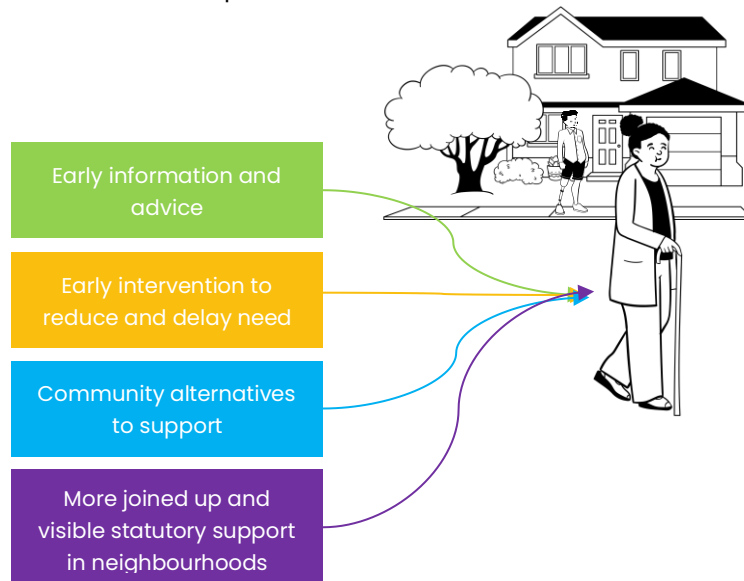 Early information and
advice
Early intervention to
reduce and delay need
Community alternatives
to support
More joined up and
visible statutory support
in neighbourhoods